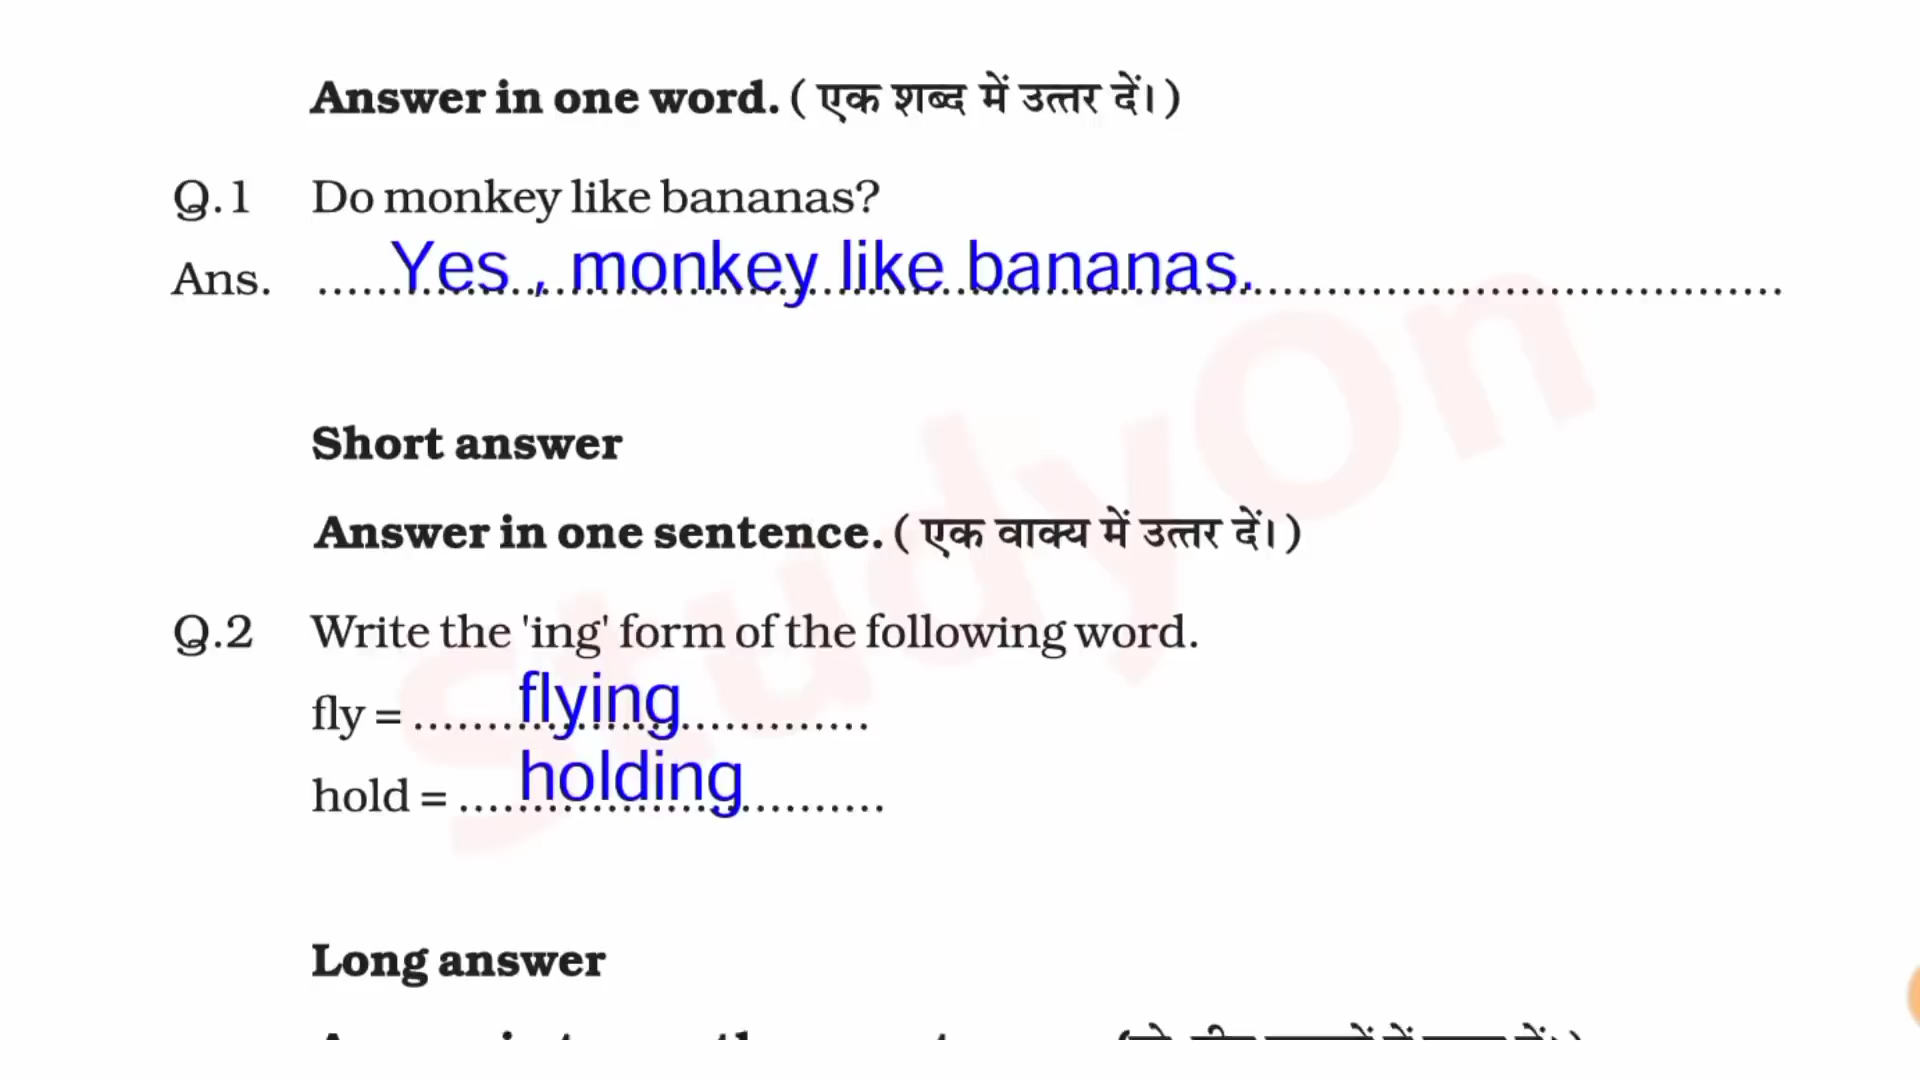 Answer in one word. ( एक शब्द में उत्तर दें। )
Q.1 Do monkey like bananas?
Ans. Yes , monkey like bananas.
Short answer
Answer in one sentence. ( एक वाक्य में उत्तर दें। )
Q.2 Write the 'ing' form of the following word.
fly = flying
hold = holding
Long answer
StudyOn